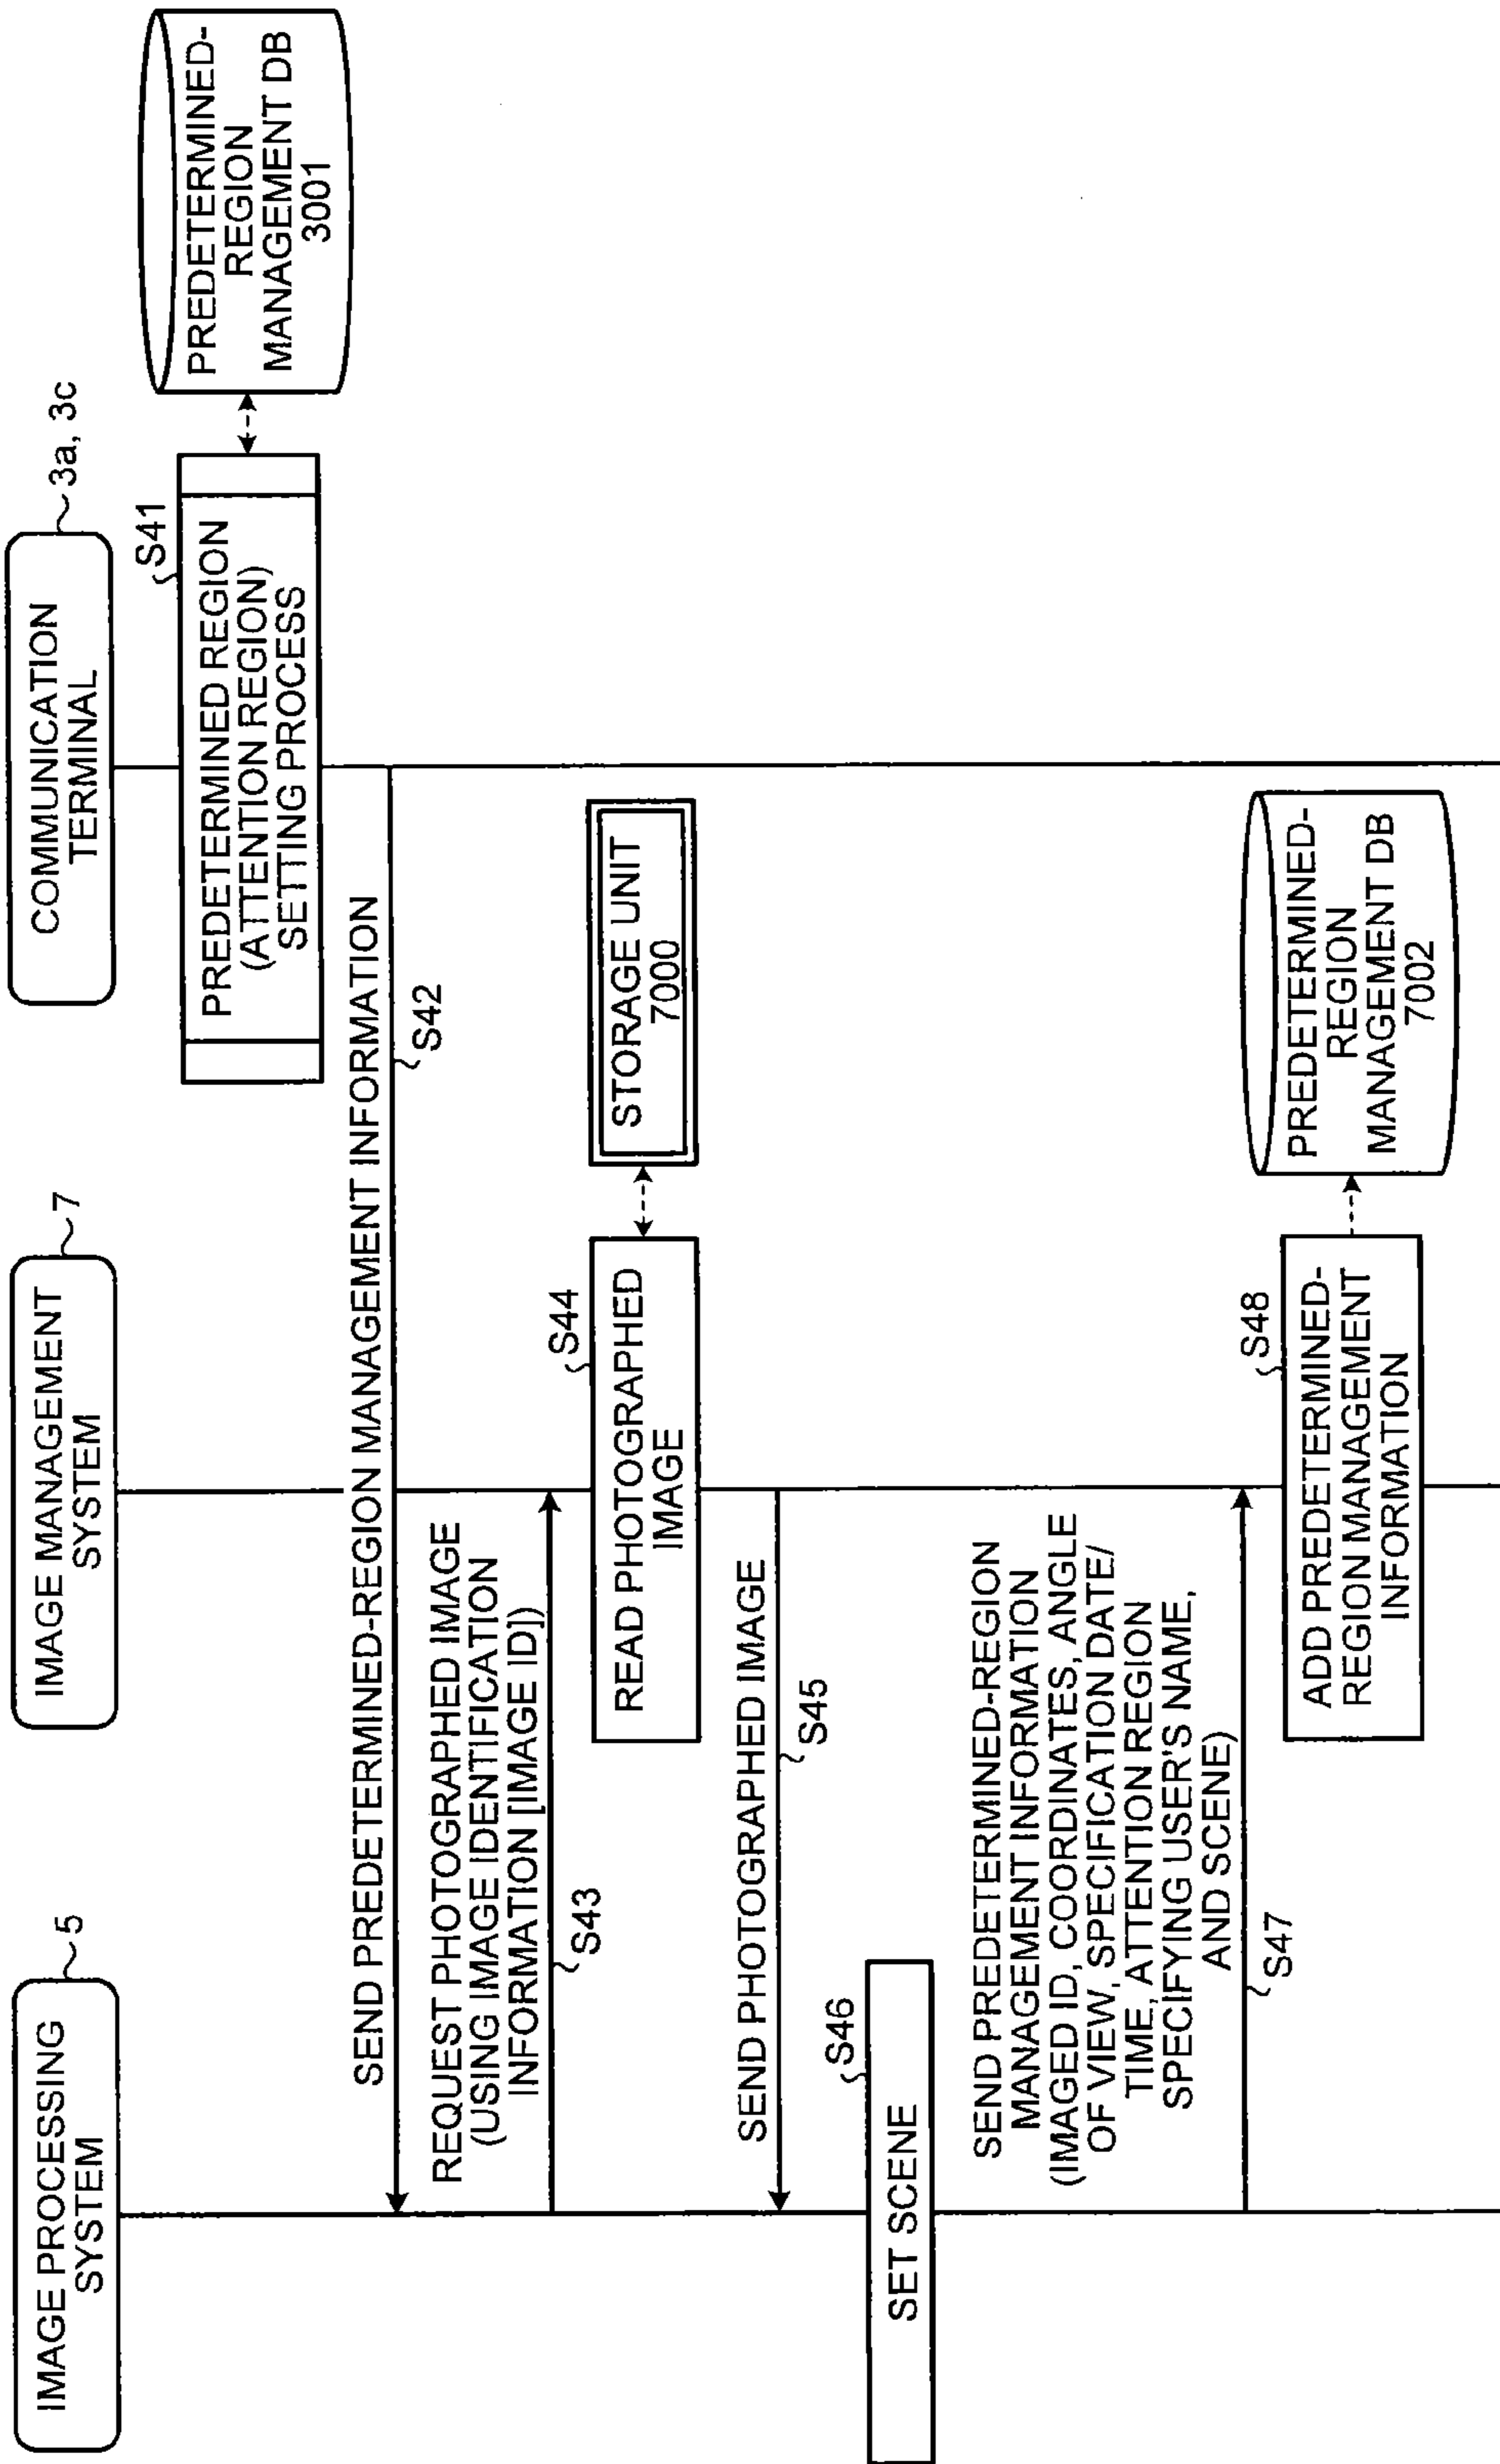 IMAGE PROCESSING
SYSTEM
5
IMAGE MANAGEMENT
SYSTEM
7
COMMUNICATION
TERMINAL
3a, 3c
S41
PREDETERMINED REGION
(ATTENTION REGION)
SETTING PROCESS
PREDETERMINED-
REGION
MANAGEMENT DB
3001
SEND PREDETERMINED-REGION MANAGEMENT INFORMATION
S42
REQUEST PHOTOGRAPHED IMAGE
(USING IMAGE IDENTIFICATION
INFORMATION [IMAGE ID])
S43
S44
READ PHOTOGRAPHED
IMAGE
STORAGE UNIT
7000
SEND PHOTOGRAPHED IMAGE
S45
S46
SET SCENE
SEND PREDETERMINED-REGION
MANAGEMENT INFORMATION
(IMAGED ID, COORDINATES, ANGLE
OF VIEW, SPECIFICATION DATE/
TIME, ATTENTION REGION
SPECIFYING USER'S NAME,
AND SCENE)
S47
S48
ADD PREDETERMINED-
REGION MANAGEMENT
INFORMATION
PREDETERMINED-
REGION
MANAGEMENT DB
7002